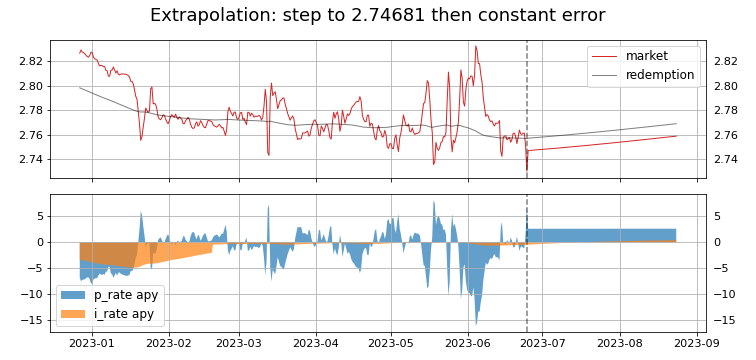 Extrapolation: step to 2.74681 then constant error
2.82 2.82
2.80 2.80
2.78 2.78
2.76 2.76
2.74 2.74
market
redemption
5 5
0 0
−5 −5
−10 −10
−15 −15
p_rate apy
i_rate apy
2023-01 2023-02 2023-03 2023-04 2023-05 2023-06 2023-07 2023-08 2023-09